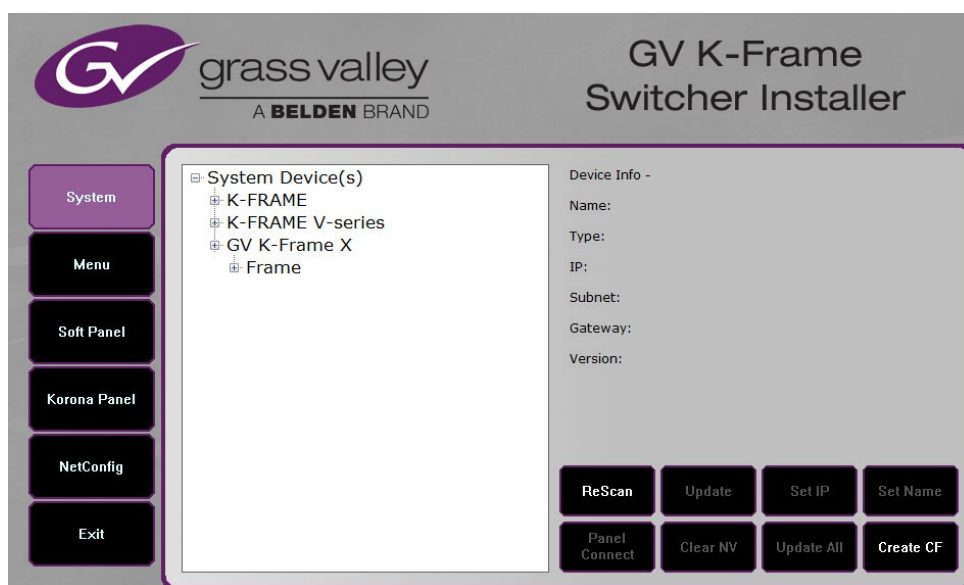 GV
grass valley
A BELDEN BRAND
GV K-Frame
Switcher Installer
System
Menu
Soft Panel
Korona Panel
NetConfig
Exit
System Device(s)
K-FRAME
K-FRAME V-series
GV K-Frame X
Frame
Device Info -
Name:
Type:
IP:
Subnet:
Gateway:
Version:
ReScan
Update
Set IP
Set Name
Panel
Connect
Clear NV
Update All
Create CF